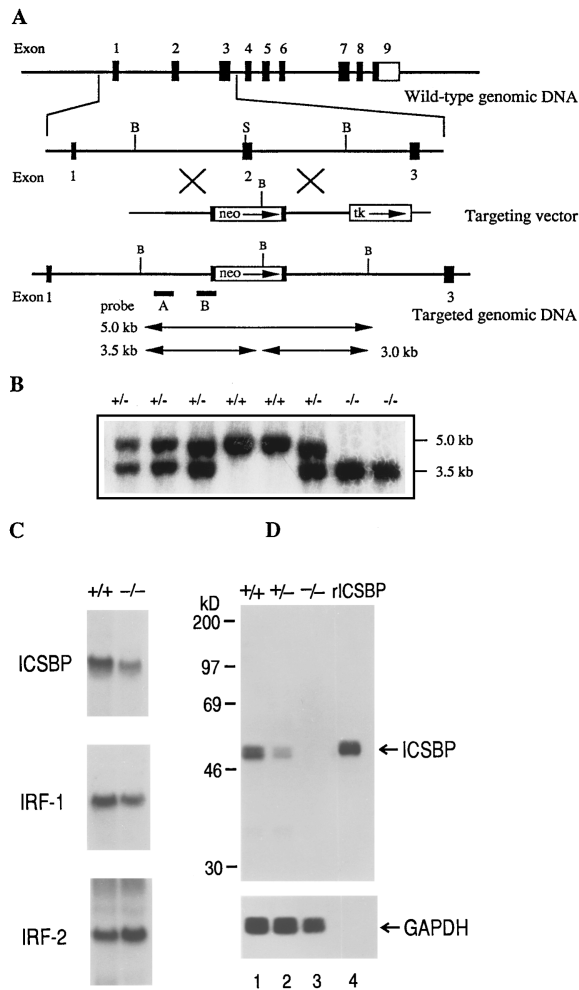 A
Exon 1 2 3 4 5 6 7 8 9
Wild-type genomic DNA
B S B
1 2 3
Exon
B
neo tk
Targeting vector
B B B
neo
Exon 1 3
Targeted genomic DNA
probe A B
5.0 kb
3.5 kb 3.0 kb
B
+/- +/- +/- +/+ +/+ +/- -/- -/-
5.0 kb
3.5 kb
C
+/+ -/-
ICSBP
IRF-1
IRF-2
D
+/+ +/- -/- rICSBP
kD
200
97
69
ICSBP
46
30
GAPDH
1 2 3 4